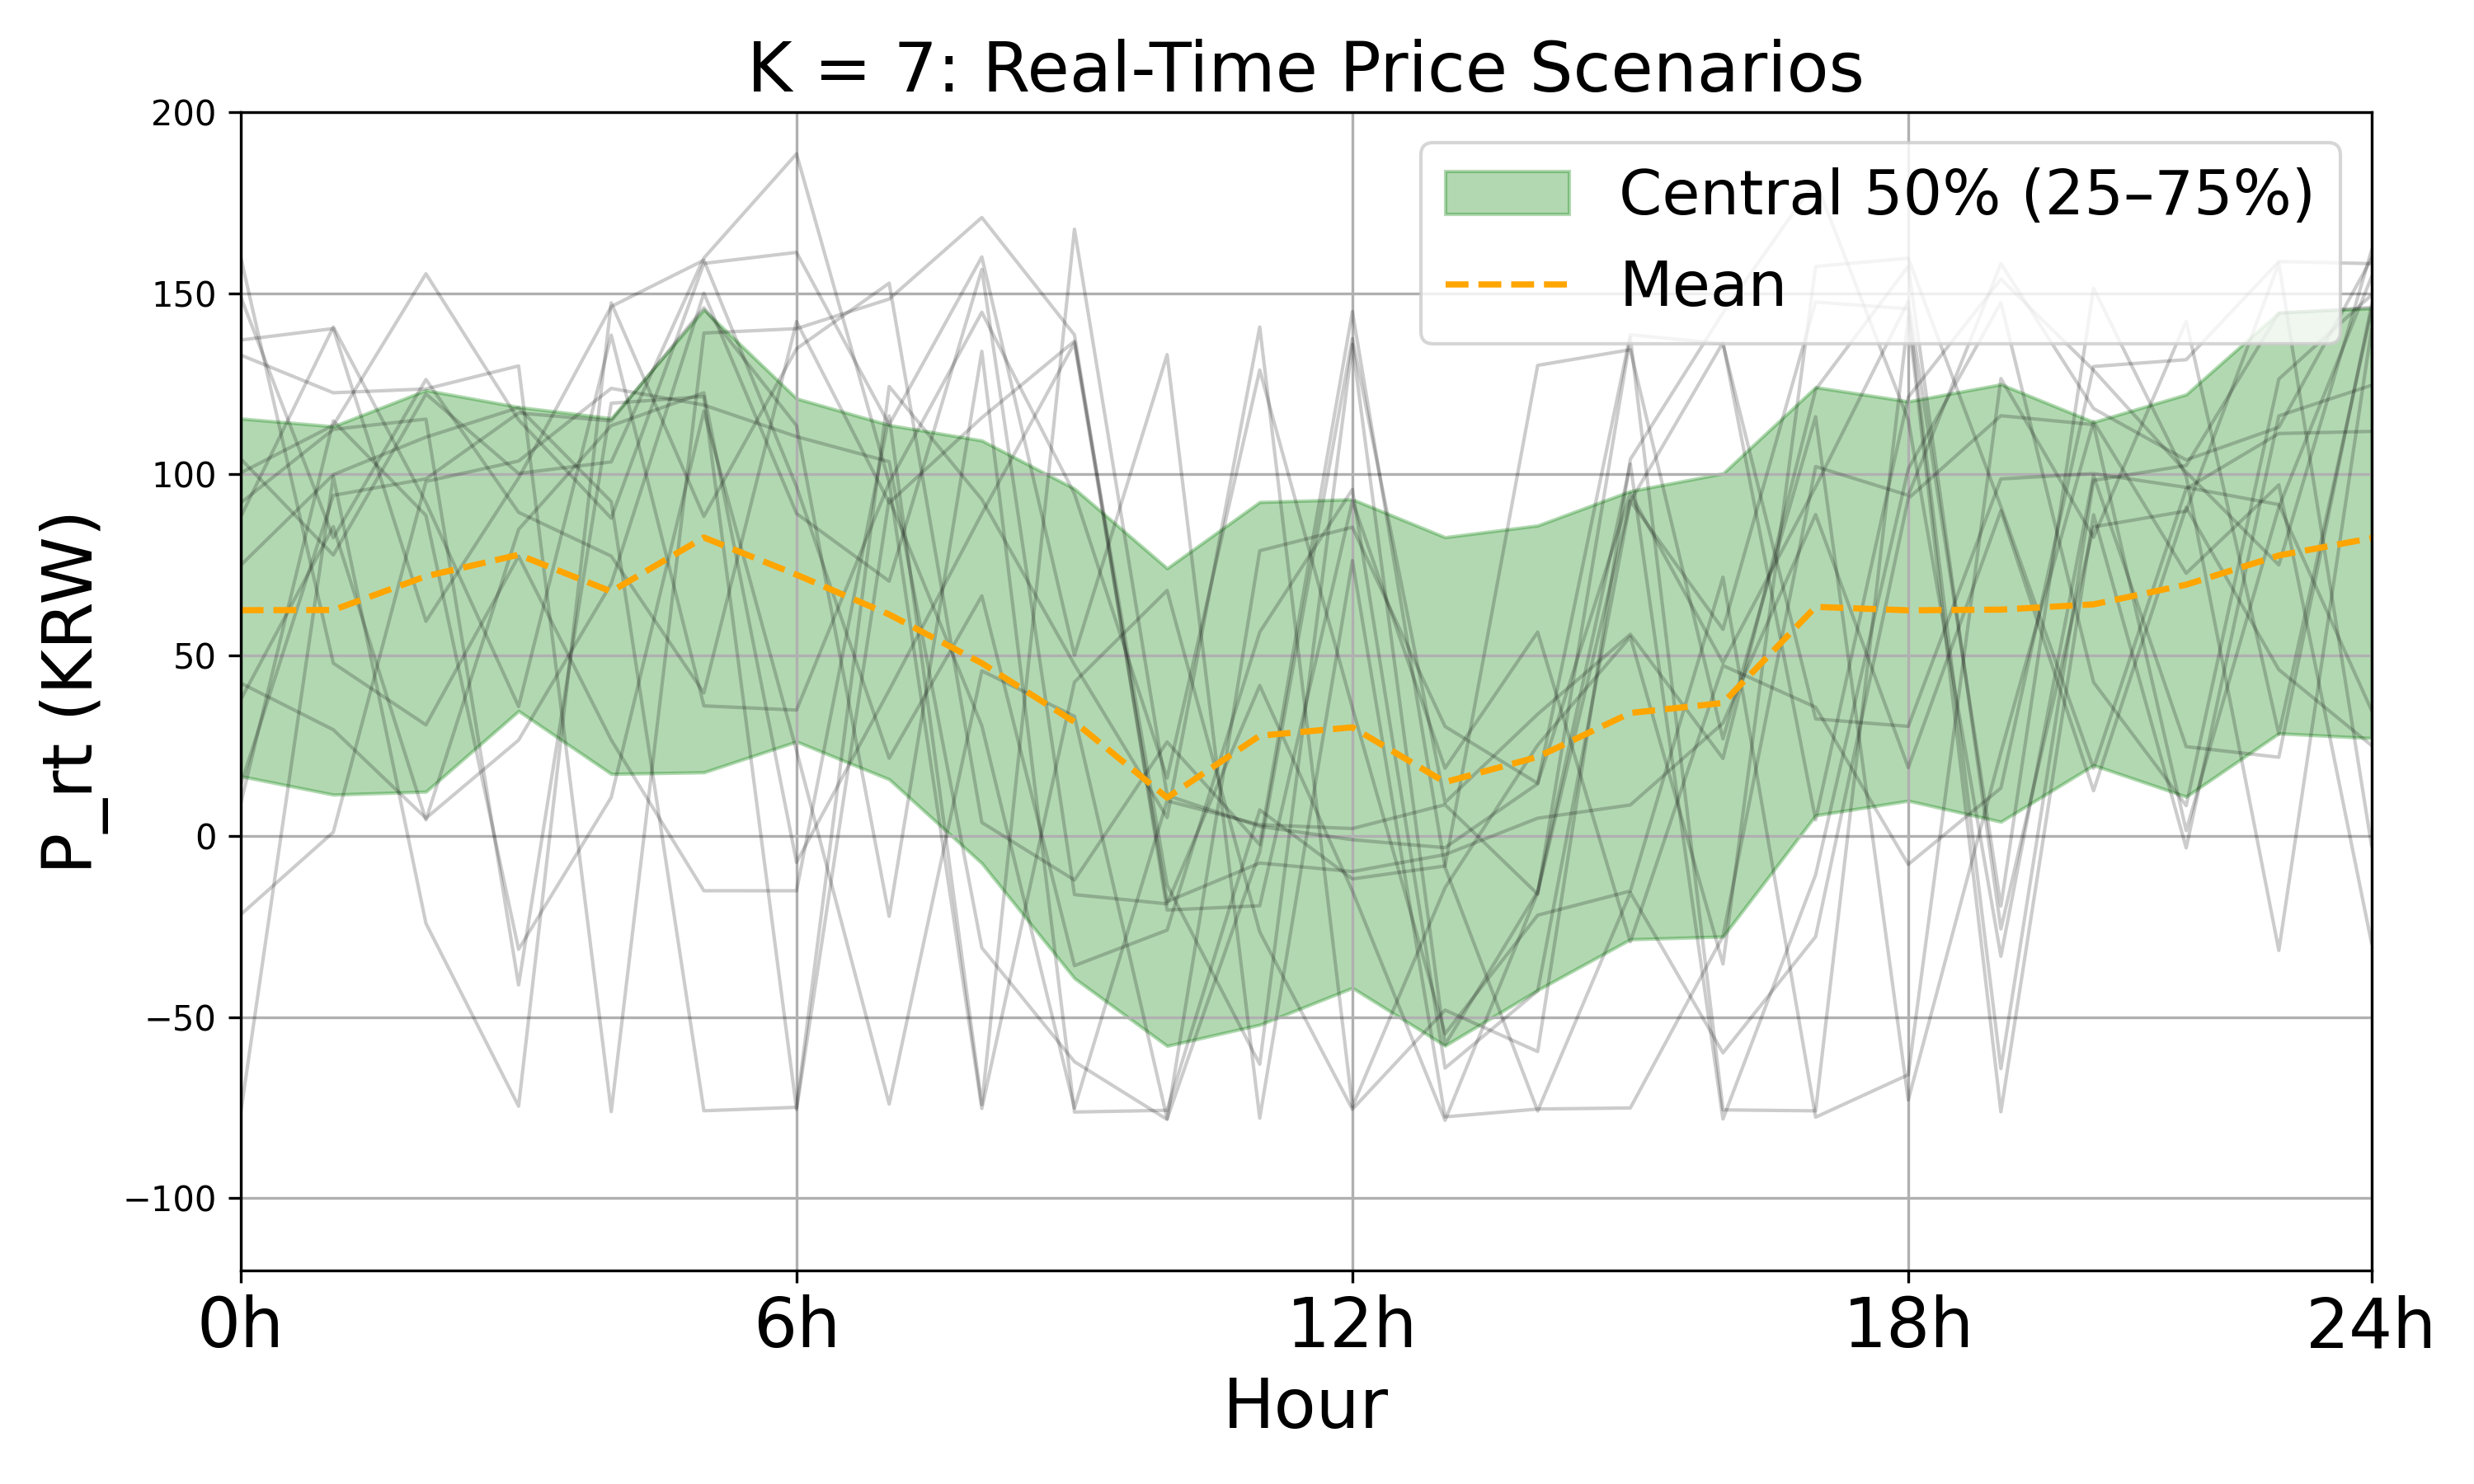 K = 7: Real-Time Price Scenarios
200
150
100
50
0
−50
−100
P_rt (KRW)
Central 50% (25–75%)
Mean
0h
6h
12h
18h
24h
Hour